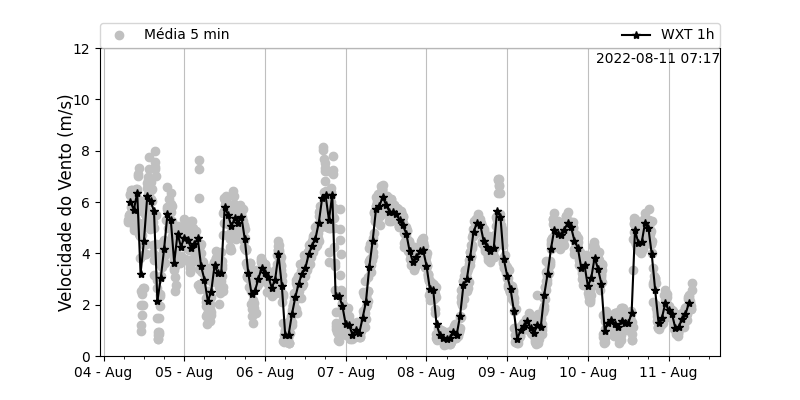 Média 5 min
WXT 1h
2022-08-11 07:17
Velocidade do Vento (m/s)
12
10
8
6
4
2
0
04 - Aug
05 - Aug
06 - Aug
07 - Aug
08 - Aug
09 - Aug
10 - Aug
11 - Aug